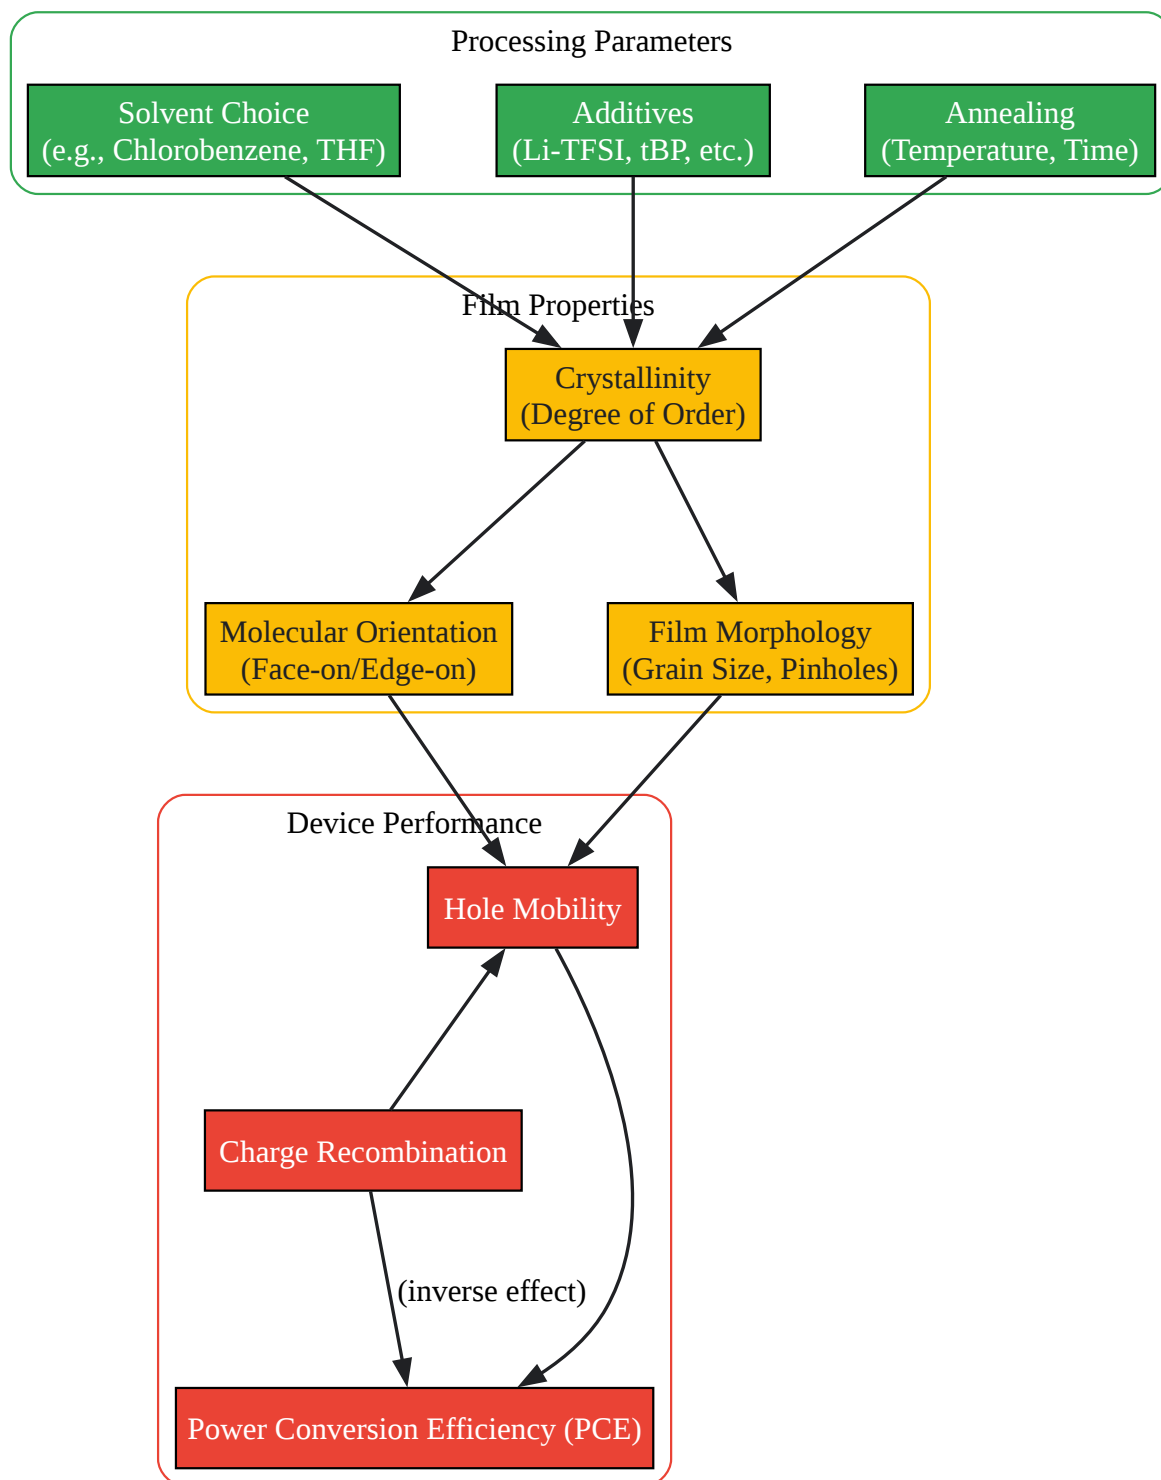 Processing Parameters
Solvent Choice
(e.g., Chlorobenzene, THF)
Additives
(Li-TFSI, tBP, etc.)
Annealing
(Temperature, Time)
Film Properties
Crystallinity
(Degree of Order)
Molecular Orientation
(Face-on/Edge-on)
Film Morphology
(Grain Size, Pinholes)
Device Performance
Hole Mobility
Charge Recombination
(inverse effect)
Power Conversion Efficiency (PCE)